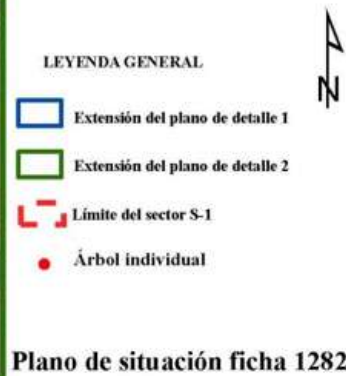 N
LEYENDA GENERAL
Extensión del plano de detalle 1
Extensión del plano de detalle 2
Límite del sector S-1
Árbol individual
Plano de situación ficha 1282